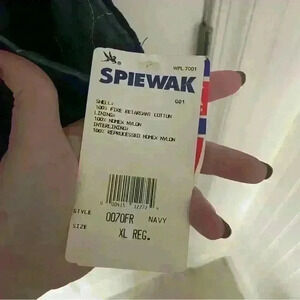 WPL 7001
SPIEWAK
SHELL: 001
100% FIRE RETARDANT COTTON
LINING:
100% NOMEX NYLON
INTERLINING:
100% REPROCESSED NOMEX NYLON
STYLE 0070FR NAVY
SIZE XL REG.